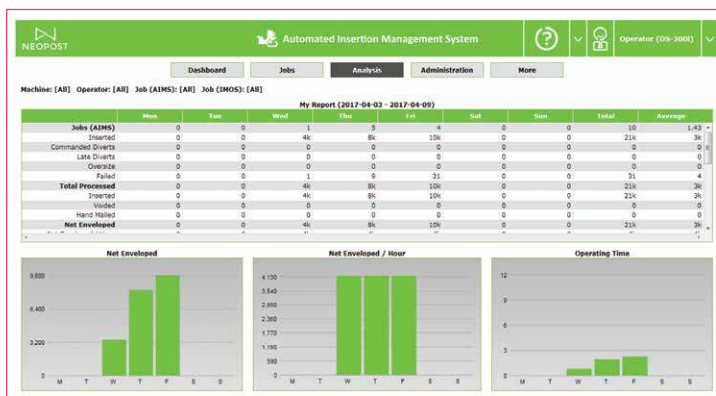 NEOPOST
Automated Insertion Management System
Operator (DS-200i)
Dashboard Jobs Analysis Administration More
Machine: [All] Operator: [All] Job (AIMS): [All] Job (IMOS): [All]
My Report (2017-04-03 - 2017-04-09)
Mon Tue Wed Thu Fri Sat Sun Total Average
Jobs (AIMS) 0 0 1 5 4 0 0 10 1.43
Inserted 0 0 4k 8k 10k 0 0 21k 3k
Commanded Diverts 0 0 0 0 0 0 0 0 0
Late Diverts 0 0 0 0 0 0 0 0 0
Oversize 0 0 0 0 0 0 0 0 0
Failed 0 0 1 9 21 0 0 31 4
Total Processed 0 0 4k 8k 10k 0 0 21k 3k
Inserted 0 0 4k 8k 10k 0 0 21k 3k
Voided 0 0 0 0 0 0 0 0 0
Hand Mailed 0 0 0 0 0 0 0 0 0
Net Enveloped 0 0 4k 8k 10k 0 0 21k 3k
Net Enveloped Net Enveloped / Hour Operating Time
9,600
6,400
3,200
0
M T W T F S S
4,130
3,540
2,950
2,360
1,770
1,180
590
0
M T W T F S S
12
9
6
3
0
M T W T F S S